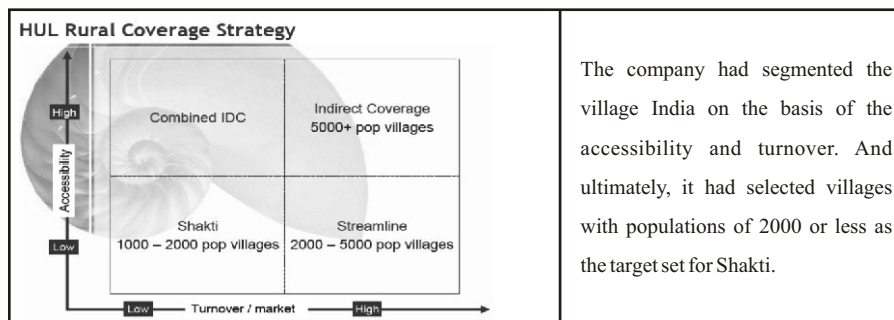 HUL Rural Coverage Strategy
High
Accessibility
Low
Combined IDC
Indirect Coverage
5000+ pop villages
Shakti
1000 – 2000 pop villages
Streamline
2000 – 5000 pop villages
Low
Turnover / market
High
The company had segmented the
village India on the basis of the
accessibility and turnover. And
ultimately, it had selected villages
with populations of 2000 or less as
the target set for Shakti.